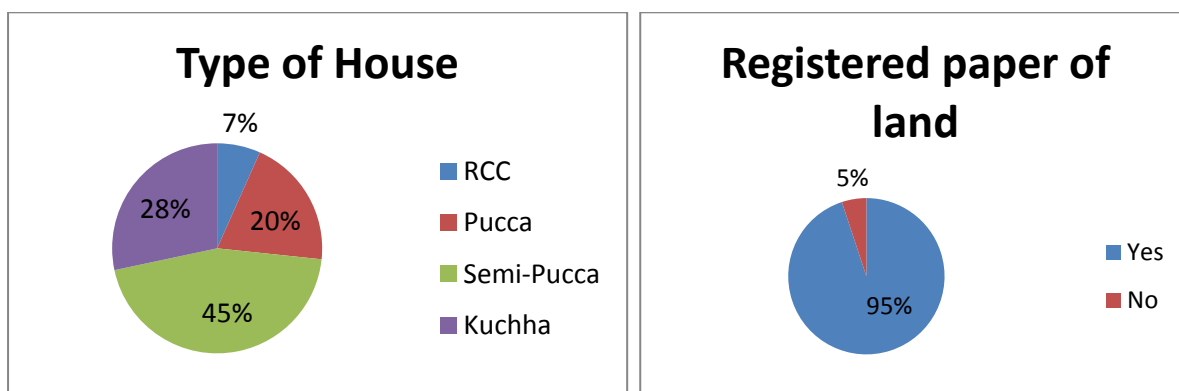 Type of House
7%
20%
45%
28%
RCC
Pucca
Semi-Pucca
Kuchha
Registered paper of
land
5%
95%
Yes
No